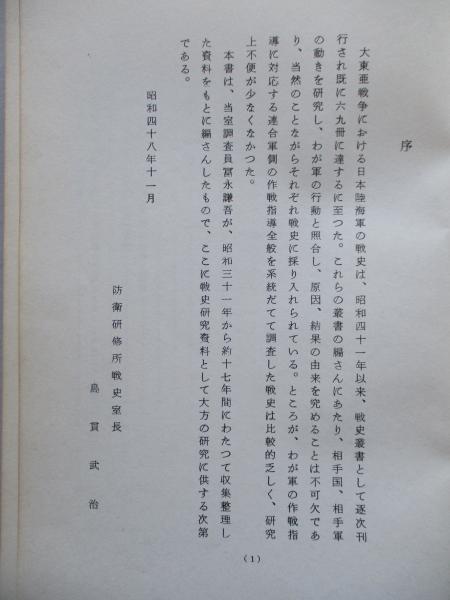 序
大東亜戦争における日本陸海軍の戦史は、昭和四十一年以来、戦史叢書として逐次刊
行され既に六九冊に達するに至つた。これらの叢書の編さんにあたり、相手国、相手軍
の動きを研究し、わが軍の行動と照合し、原因、結果の由来を究めることは不可欠であ
り、当然のことながらそれぞれ戦史に採り入れられている。ところが、わが軍の作戦指
導に対応する連合軍側の作戦指導全般を系統だてて調査した戦史は比較的乏しく、研究
上不便が少なくなかつた。
本書は、当室調査員冨永謙吾が、昭和三十一年から約十七年間にわたつて収集整理し
た資料をもとに編さんしたもので、ここに戦史研究資料として大方の研究に供する次第
である。
昭和四十八年十一月
防衛研修所戦史室長
島貫武治
(1)